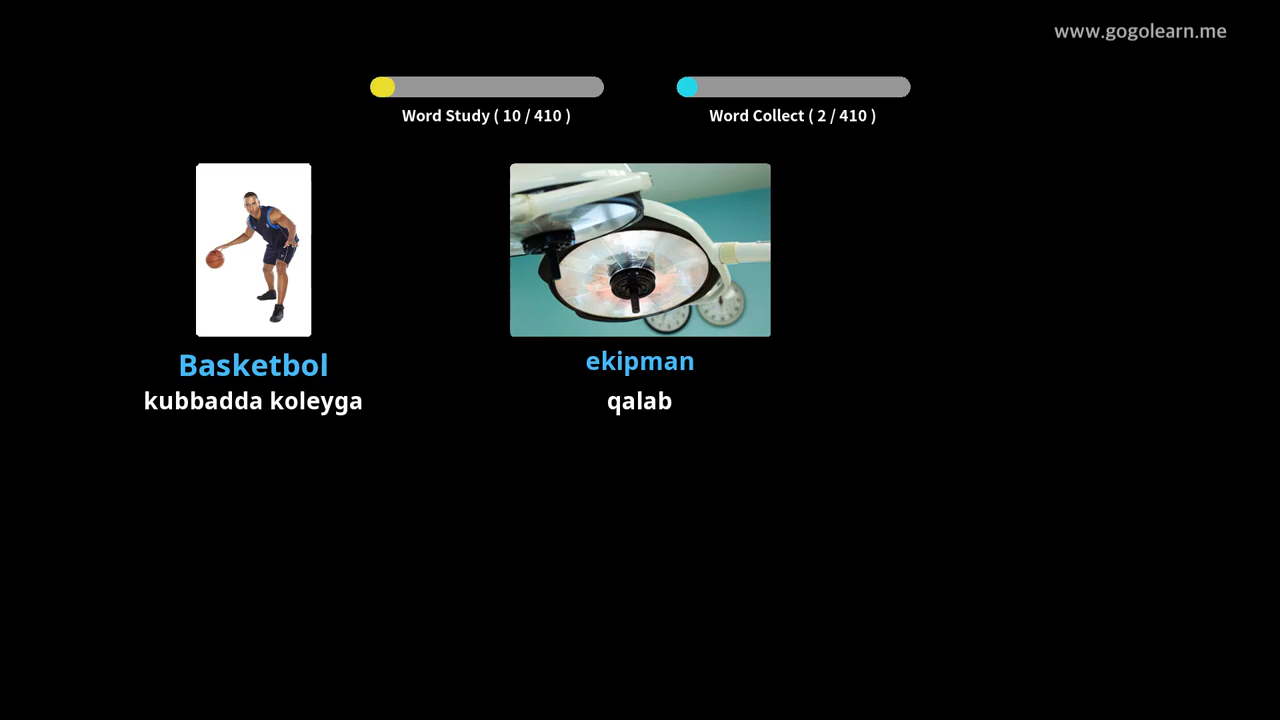 www.gogolearn.me
Word Study ( 10 / 410 )
Word Collect ( 2 / 410 )
Basketbol
kubbadda koleyga
ekipman
qalab